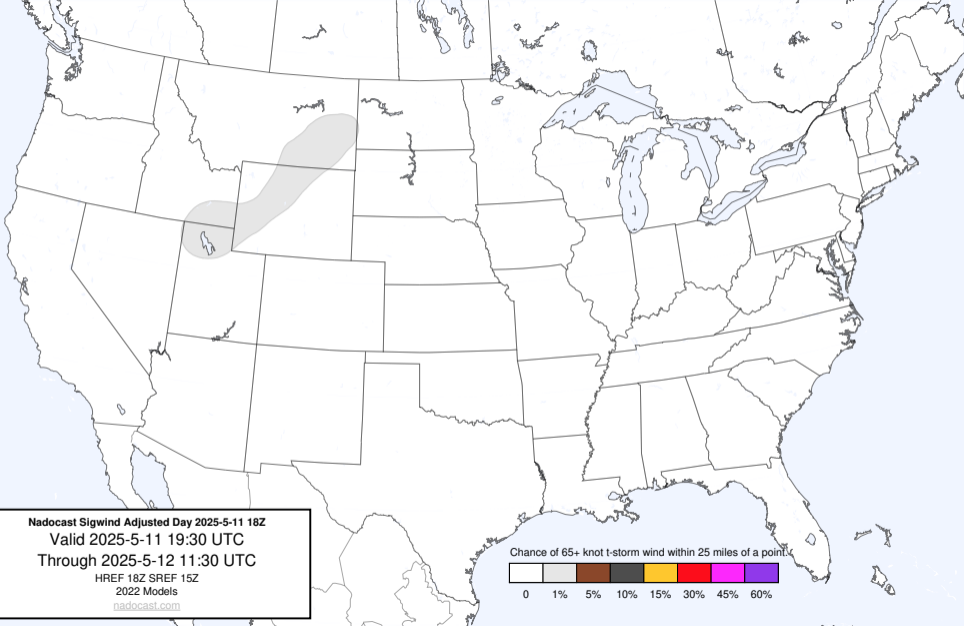 Nadocast Sigwind Adjusted Day 2025-5-11 18Z
Valid 2025-5-11 19:30 UTC
Through 2025-5-12 11:30 UTC
HREF 18Z SREF 15Z
2022 Models
nadocast.com
Chance of 65+ knot t-storm wind within 25 miles of a point.
0 1% 5% 10% 15% 30% 45% 60%